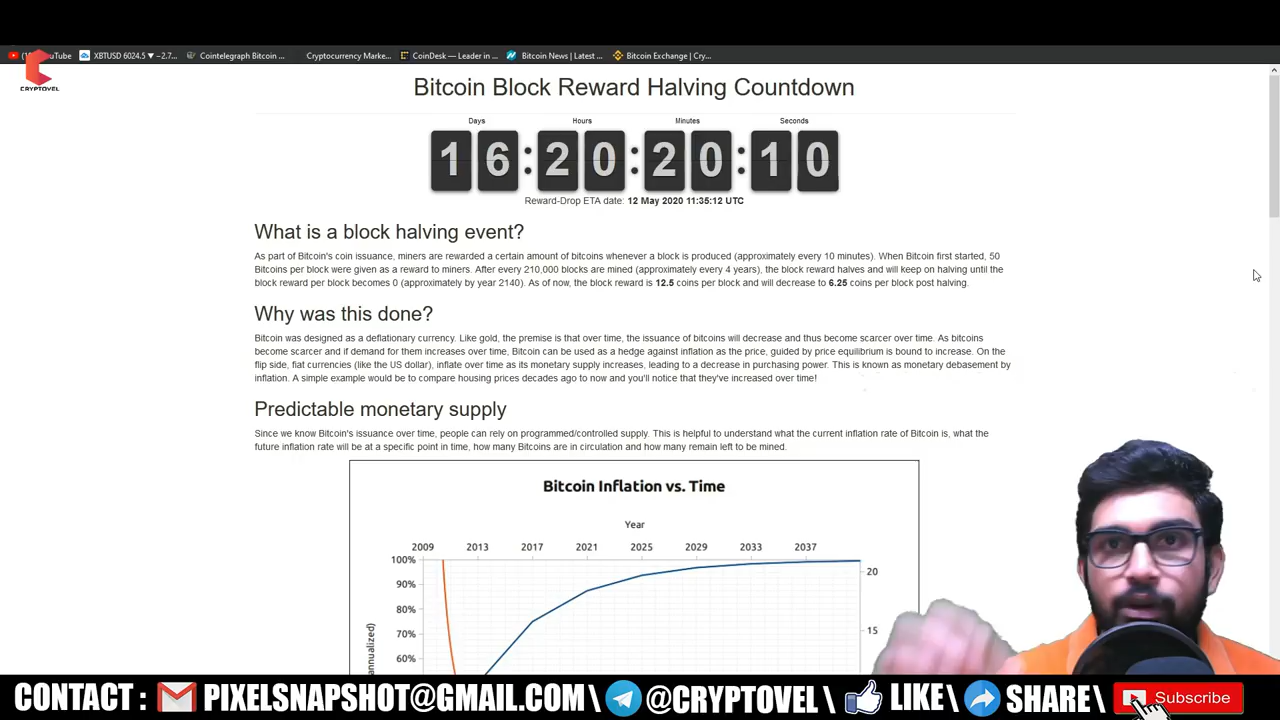 YouTube
XBTUSD 6024.5 ▼ −2.7...
Cointelegraph Bitcoin ...
Cryptocurrency Marke...
CoinDesk — Leader in ...
Bitcoin News | Latest ...
Bitcoin Exchange | Cry...
CRYPTOVEL
Bitcoin Block Reward Halving Countdown
Days Hours Minutes Seconds
16:20:20:10
Reward-Drop ETA date: 12 May 2020 11:35:12 UTC
What is a block halving event?
As part of Bitcoin's coin issuance, miners are rewarded a certain amount of bitcoins whenever a block is produced (approximately every 10 minutes). When Bitcoin first started, 50
Bitcoins per block were given as a reward to miners. After every 210,000 blocks are mined (approximately every 4 years), the block reward halves and will keep on halving until the
block reward per block becomes 0 (approximately by year 2140). As of now, the block reward is 12.5 coins per block and will decrease to 6.25 coins per block post halving.
Why was this done?
Bitcoin was designed as a deflationary currency. Like gold, the premise is that over time, the issuance of bitcoins will decrease and thus become scarcer over time. As bitcoins
become scarcer and if demand for them increases over time, Bitcoin can be used as a hedge against inflation as the price, guided by price equilibrium is bound to increase. On the
flip side, fiat currencies (like the US dollar), inflate over time as its monetary supply increases, leading to a decrease in purchasing power. This is known as monetary debasement by
inflation. A simple example would be to compare housing prices decades ago to now and you'll notice that they've increased over time!
Predictable monetary supply
Since we know Bitcoin's issuance over time, people can rely on programmed/controlled supply. This is helpful to understand what the current inflation rate of Bitcoin is, what the
future inflation rate will be at a specific point in time, how many Bitcoins are in circulation and how many remain left to be mined.
Bitcoin Inflation vs. Time
Year
2009 2013 2017 2021 2025 2029 2033 2037
100%
90%
80%
70%
60%
20
15
annualized)
CONTACT : PIXELSNAPSHOT@GMAIL.COM \ @CRYPTOVEL \ LIKE \ SHARE \ Subscribe